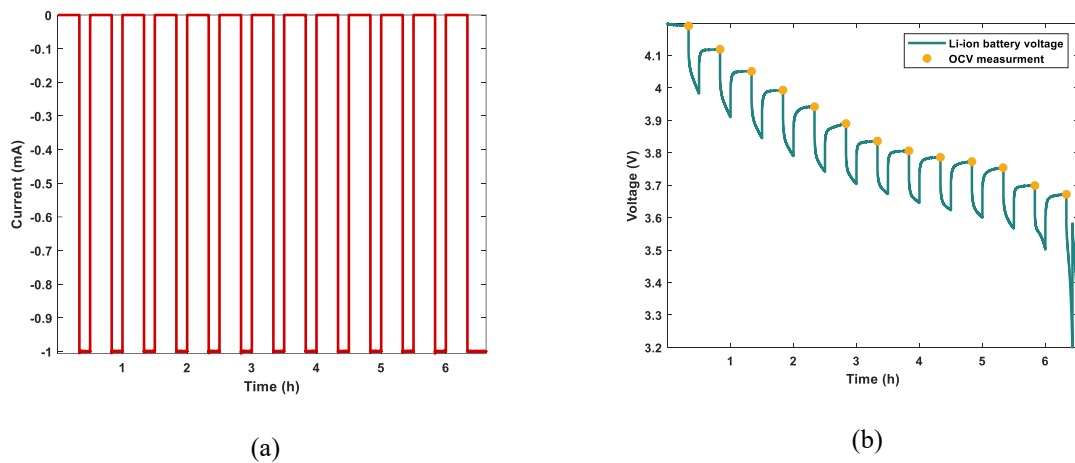 0
-0.1
-0.2
-0.3
-0.4
-0.5
-0.6
-0.7
-0.8
-0.9
-1
Current (mA)
1 2 3 4 5 6
Time (h)
(a)
4.1
4
3.9
3.8
3.7
3.6
3.5
3.4
3.3
3.2
Voltage (V)
Li-ion battery voltage
OCV measurment
1 2 3 4 5 6
Time (h)
(b)